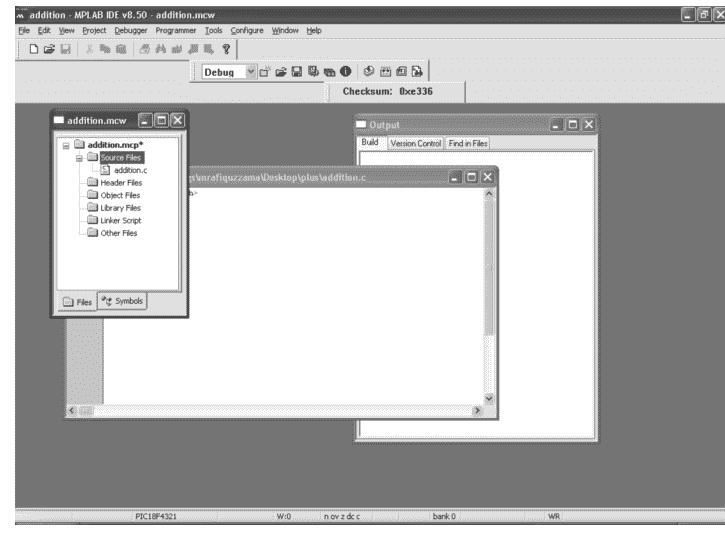 addition - MPLAB IDE v8.50 - addition.mcw
File Edit View Project Debugger Programmer Tools Configure Window Help
Debug
Checksum: 0xe336
addition.mcw
addition.mcp*
Source Files
addition.c
Header Files
Object Files
Library Files
Linker Script
Other Files
Files Symbols
Output
Build Version Control Find in Files
gs\mrafiquzzama\Desktop\plus\addition.c
h>
PIC18F4321 W:0 n ov z dc c bank 0 WR